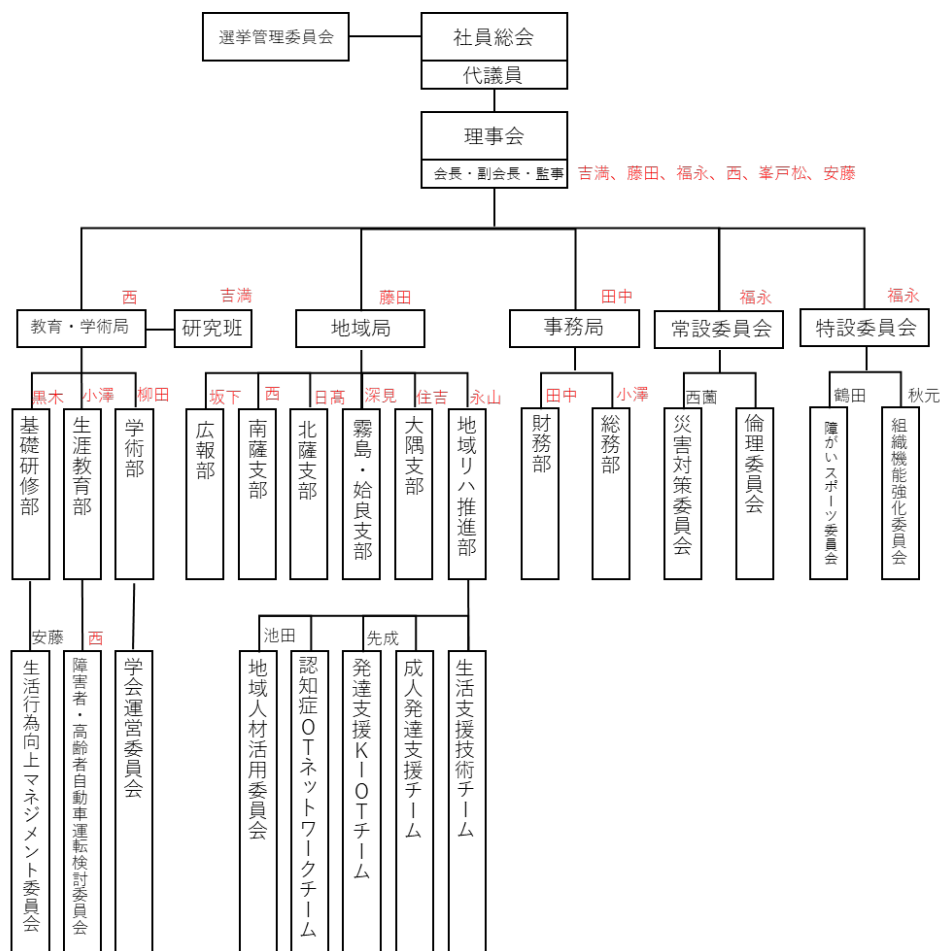 選挙管理委員会
社員総会
代議員
理事会
会長・副会長・監事
吉満、藤田、福永、西、峯戸松、安藤
西
吉満
藤田
田中
福永
福永
教育・学術局
研究班
地域局
事務局
常設委員会
特設委員会
黒木
小澤
柳田
坂下
西
日髙
深見
住吉
永山
田中
小澤
西薗
鶴田
秋元
基礎研修部
生涯教育部
学術部
広報部
南薩支部
北薩支部
霧島・姶良支部
大隅支部
地域リハ推進部
財務部
総務部
災害対策委員会
倫理委員会
障がいスポーツ委員会
組織機能強化委員会
安藤
西
池田
先成
生活行為向上マネジメント委員会
障害者・高齢者自動車運転検討委員会
学会運営委員会
地域人材活用委員会
認知症OTネットワークチーム
発達支援KIOTチーム
成人発達支援チーム
生活支援技術チーム